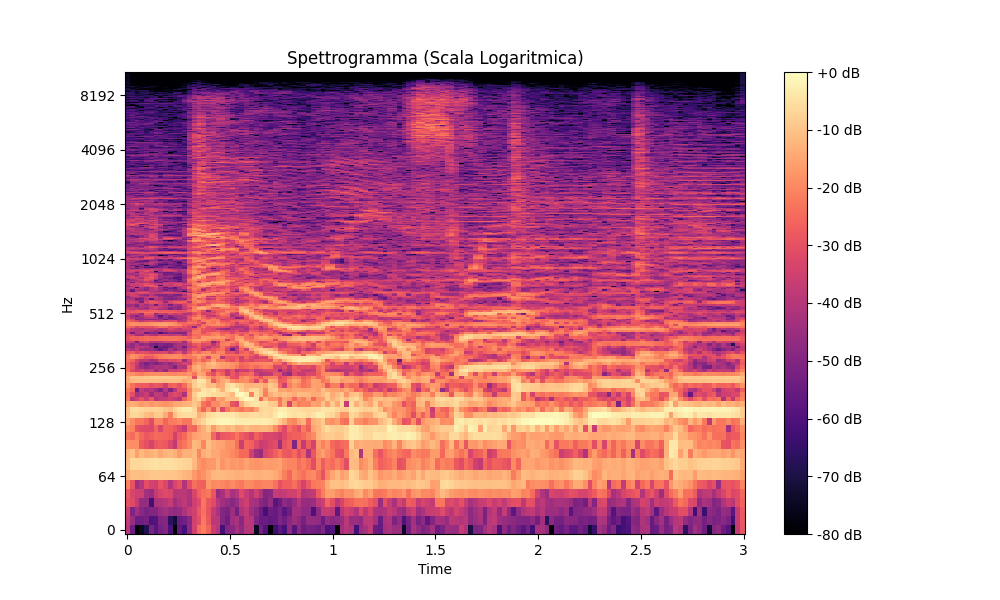 Spettrogramma (Scala Logaritmica)
Hz
8192
4096
2048
1024
512
256
128
64
0
0 0.5 1 1.5 2 2.5 3
Time
+0 dB
-10 dB
-20 dB
-30 dB
-40 dB
-50 dB
-60 dB
-70 dB
-80 dB